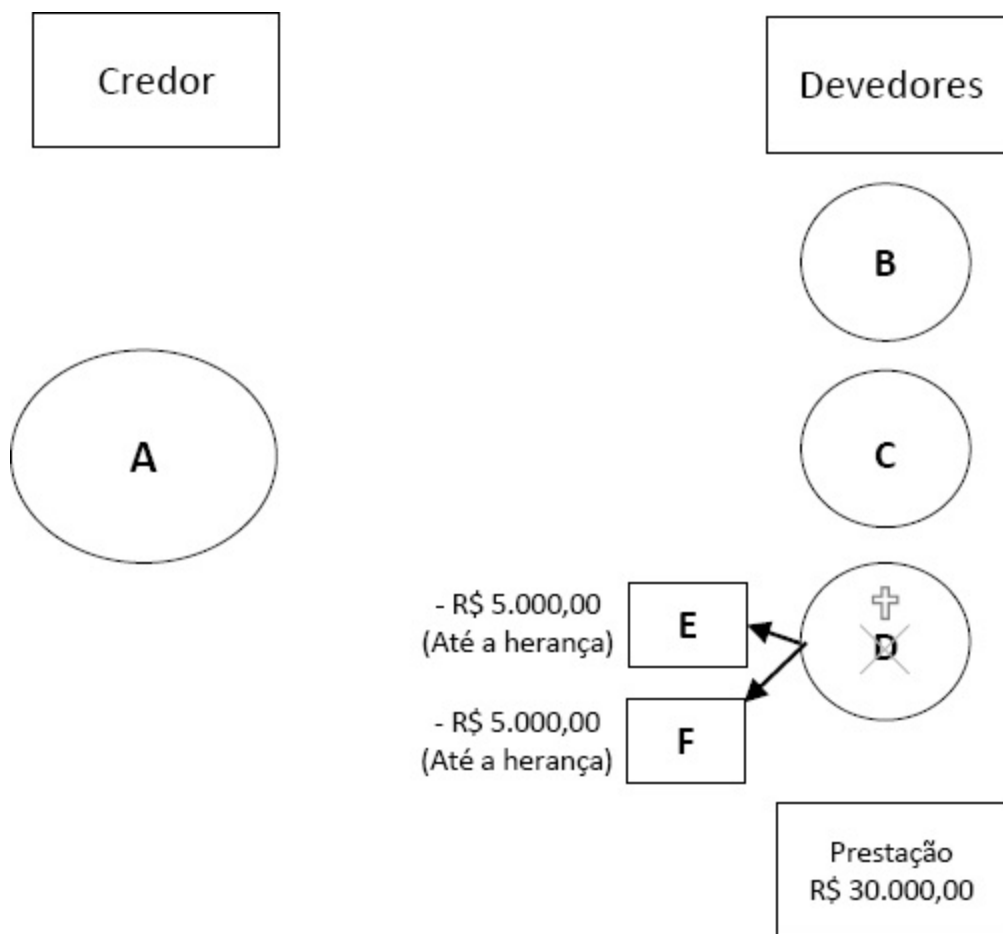 Credor
Devedores
B
A
C
D
- R$ 5.000,00
(Até a herança)
E
- R$ 5.000,00
(Até a herança)
F
Prestação
R$ 30.000,00